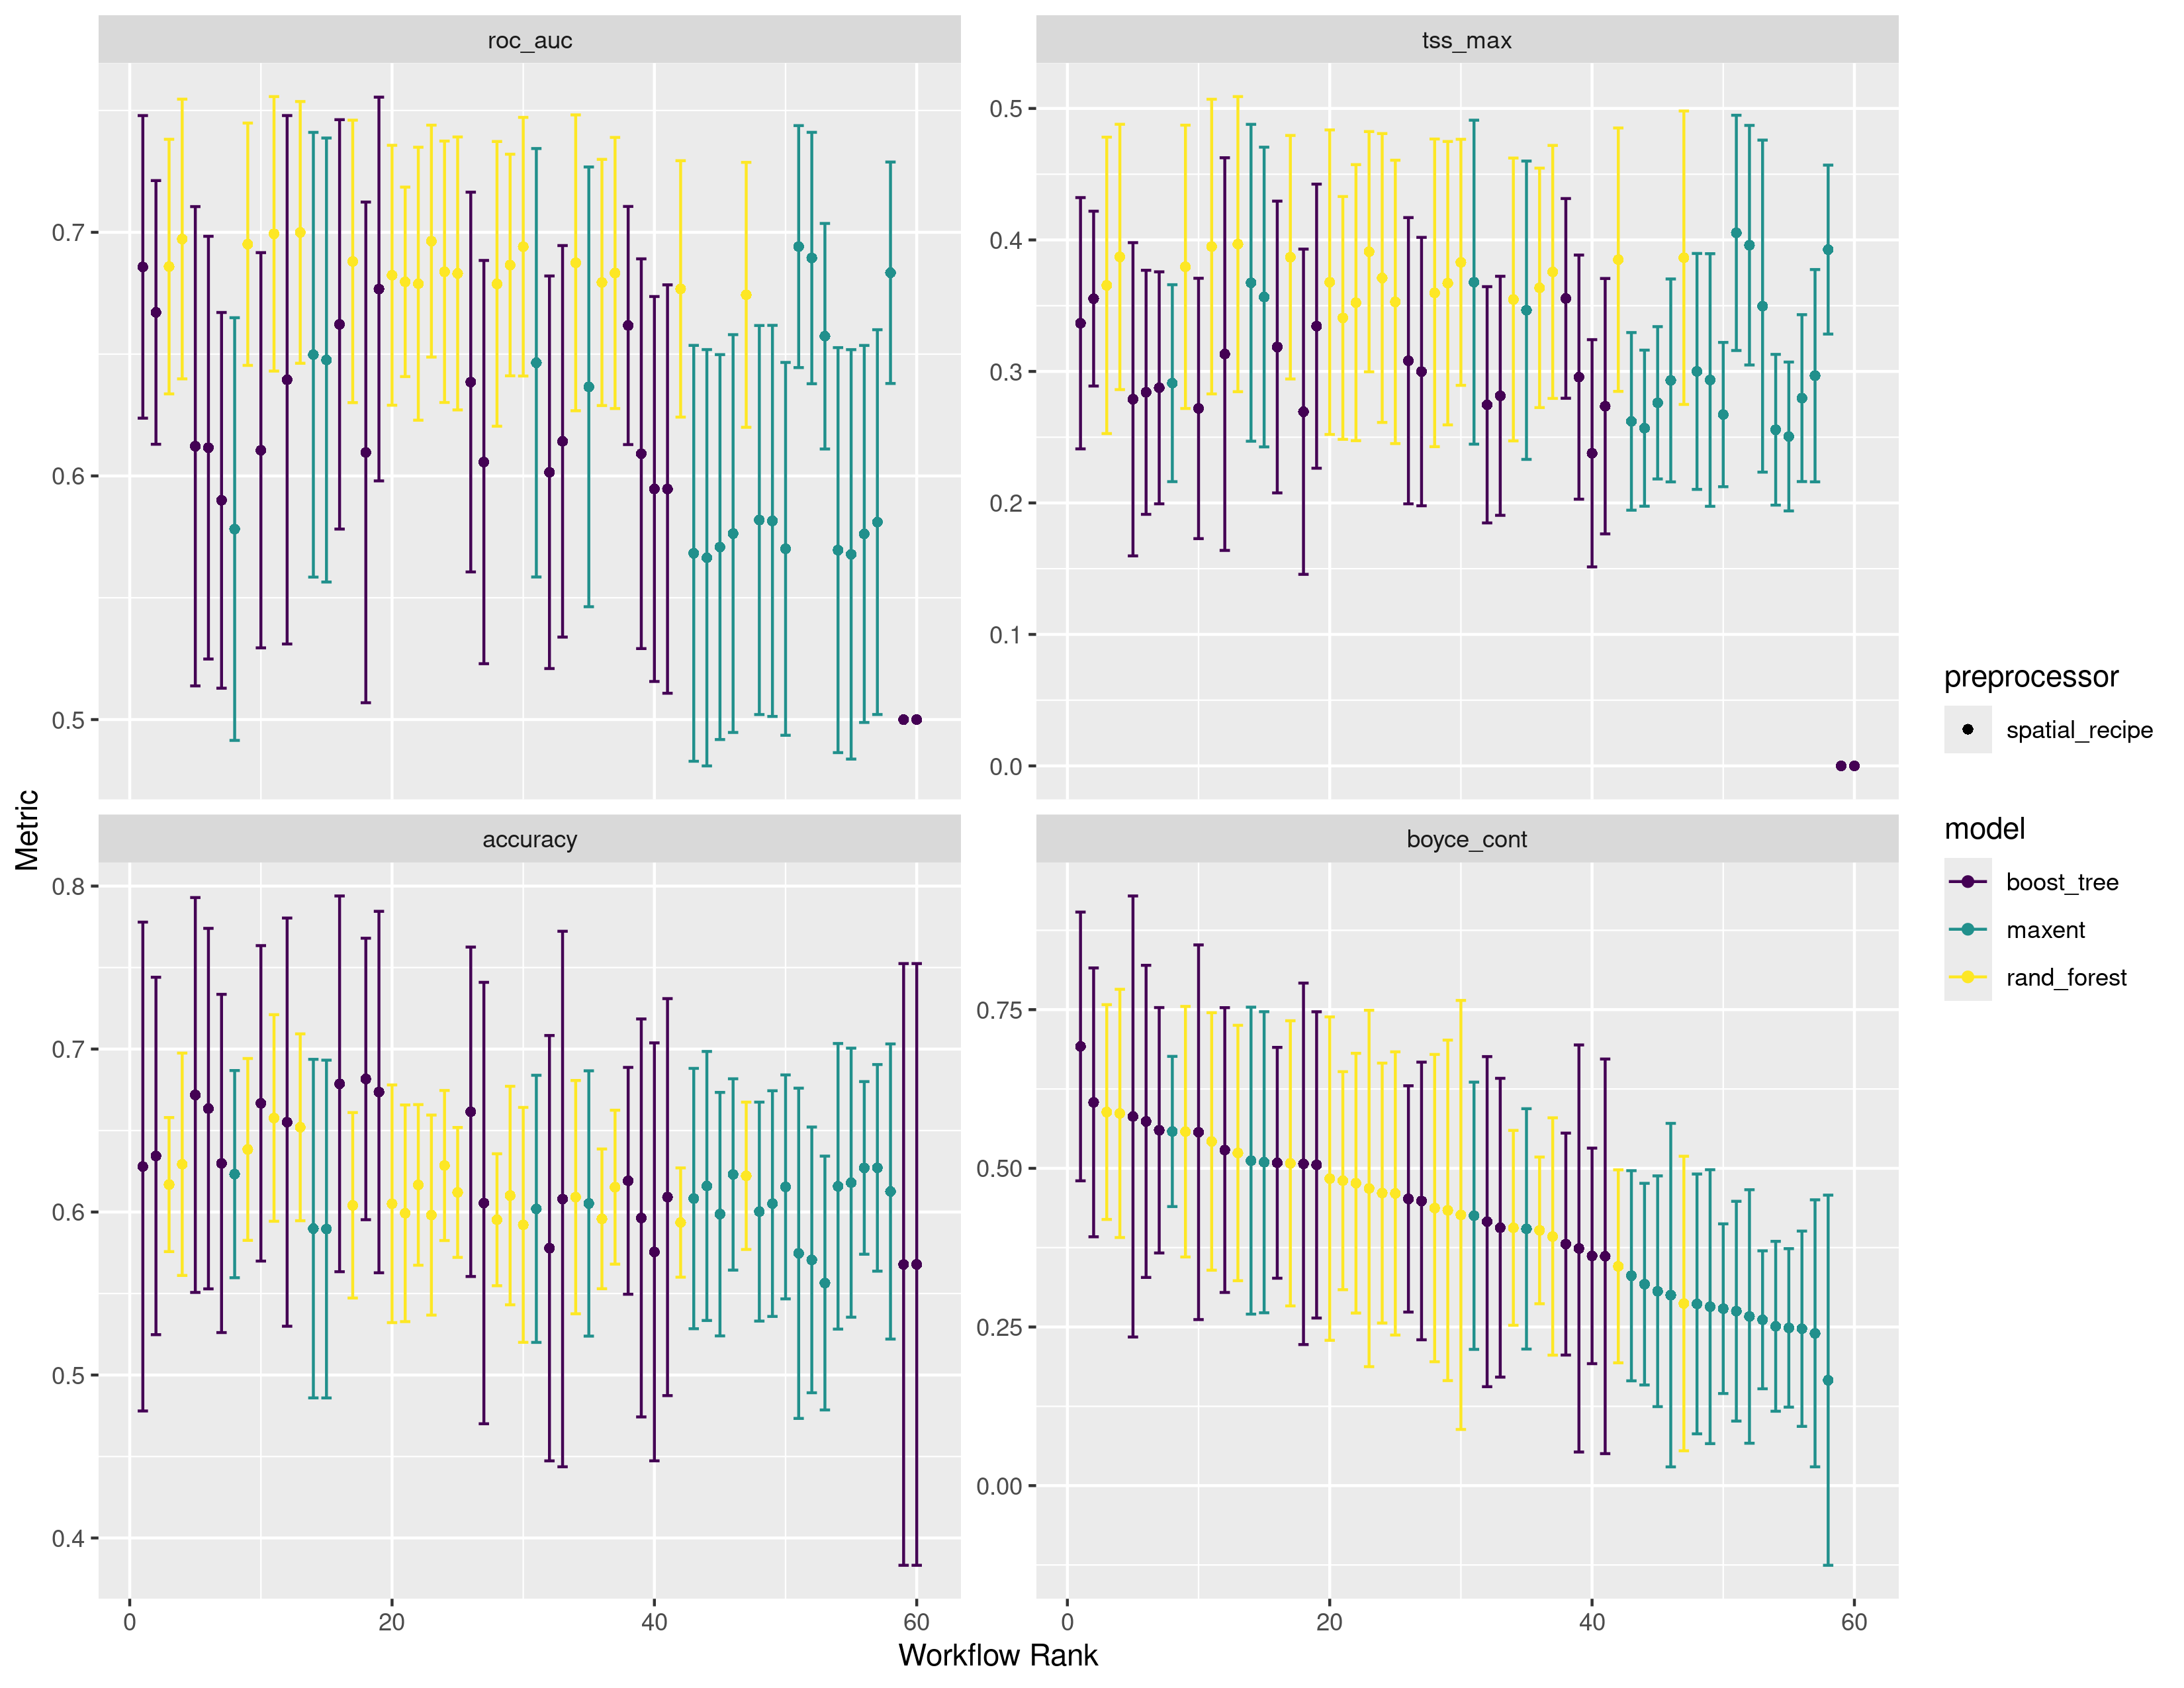 roc_auc
tss_max
0.7
0.6
0.5
0.5
0.4
0.3
0.2
0.1
0.0
Metric
accuracy
boyce_cont
0.8
0.7
0.6
0.5
0.4
0.75
0.50
0.25
0.00
0 20 40 60
0 20 40 60
Workflow Rank
preprocessor
spatial_recipe
model
boost_tree
maxent
rand_forest